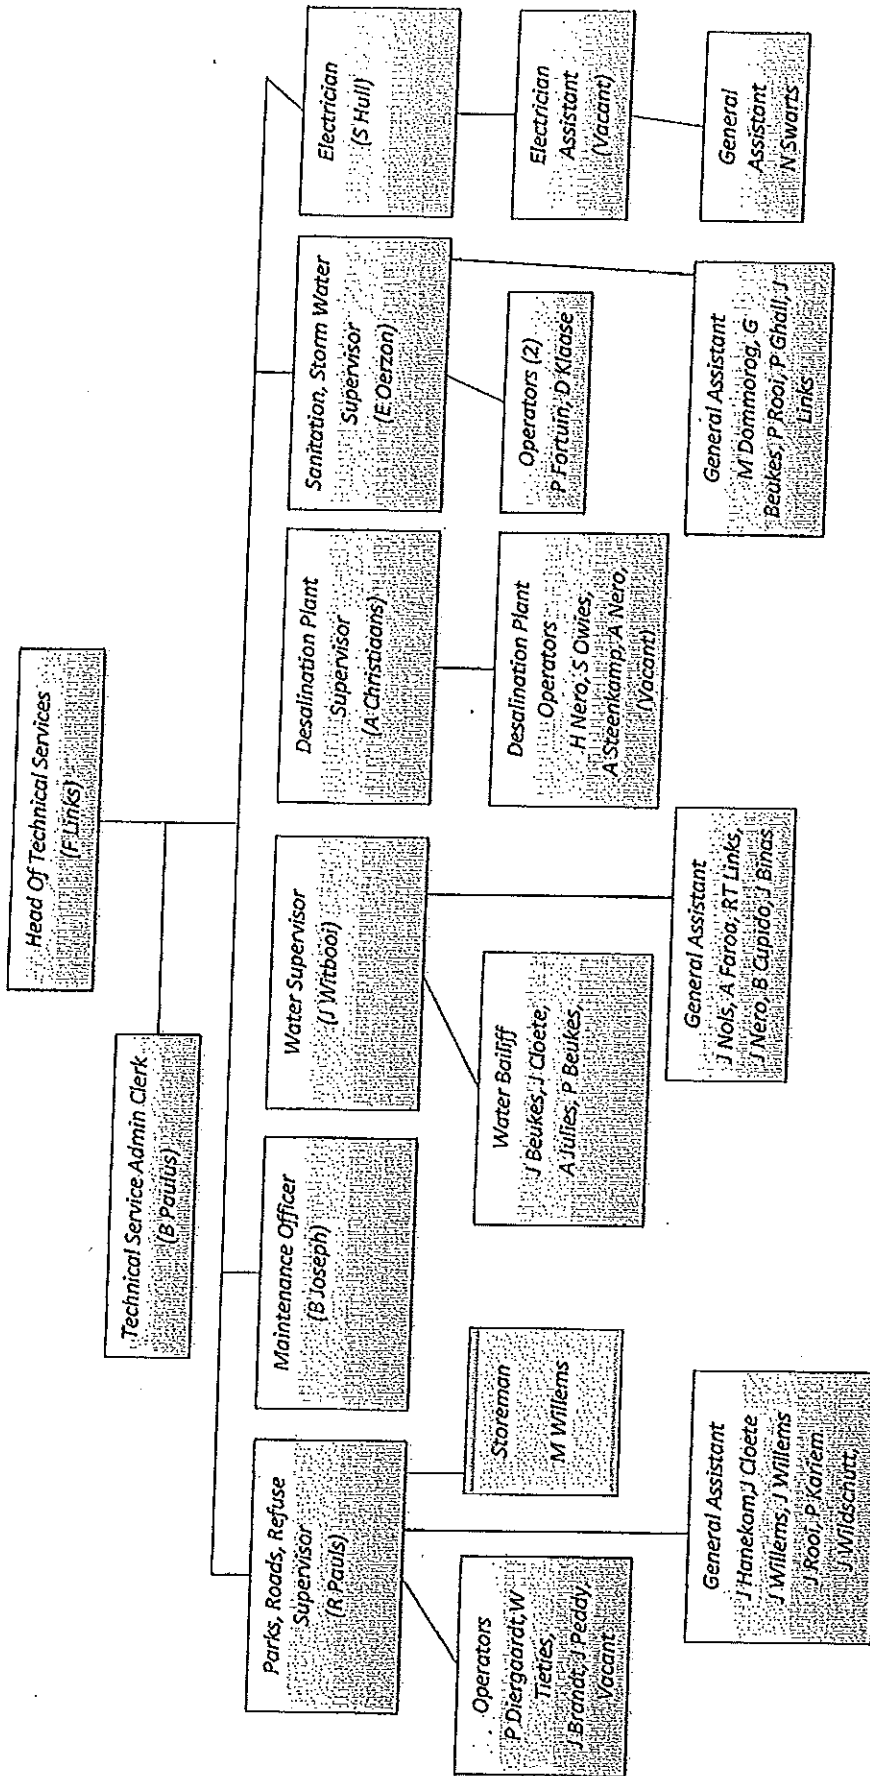 Head Of Technical Services
(F Links)
Technical Service Admin Clerk
(B Paulus)
Parks, Roads, Refuse
Supervisor
(R Pauls)
Maintenance Officer
(B Joseph)
Water Supervisor
(J Witbooi)
Desalination Plant
Supervisor
(A Christiaans)
Sanitation, Storm Water
Supervisor
(E Oerzon)
Electrician
(S Hull)
Operators
P Diergaardt, W
Tieties,
J Brandt, J Peddy,
Vacant
Storeman
M Willems
Water Bailiff
J Beukes, J Cloete,
A Julies, P Beukes,
Desalination Plant
Operators
H Nero, S Owies,
A Steenkamp, A Nero,
(Vacant)
Operators (2)
P Fortuin, D Klaase
Electrician
Assistant
(Vacant)
General Assistant
J Hanekom, J Cloete
J Willems, J Willems
J Rooi, P Kariem
J Wildschutt,
General Assistant
J Nols, A Faroa, RT Links,
J Nero, B Cupido, J Binas
General Assistant
M Dommorog, G
Beukes, P Rooi, P Ghall, J
Links
General
Assistant
N Swarts